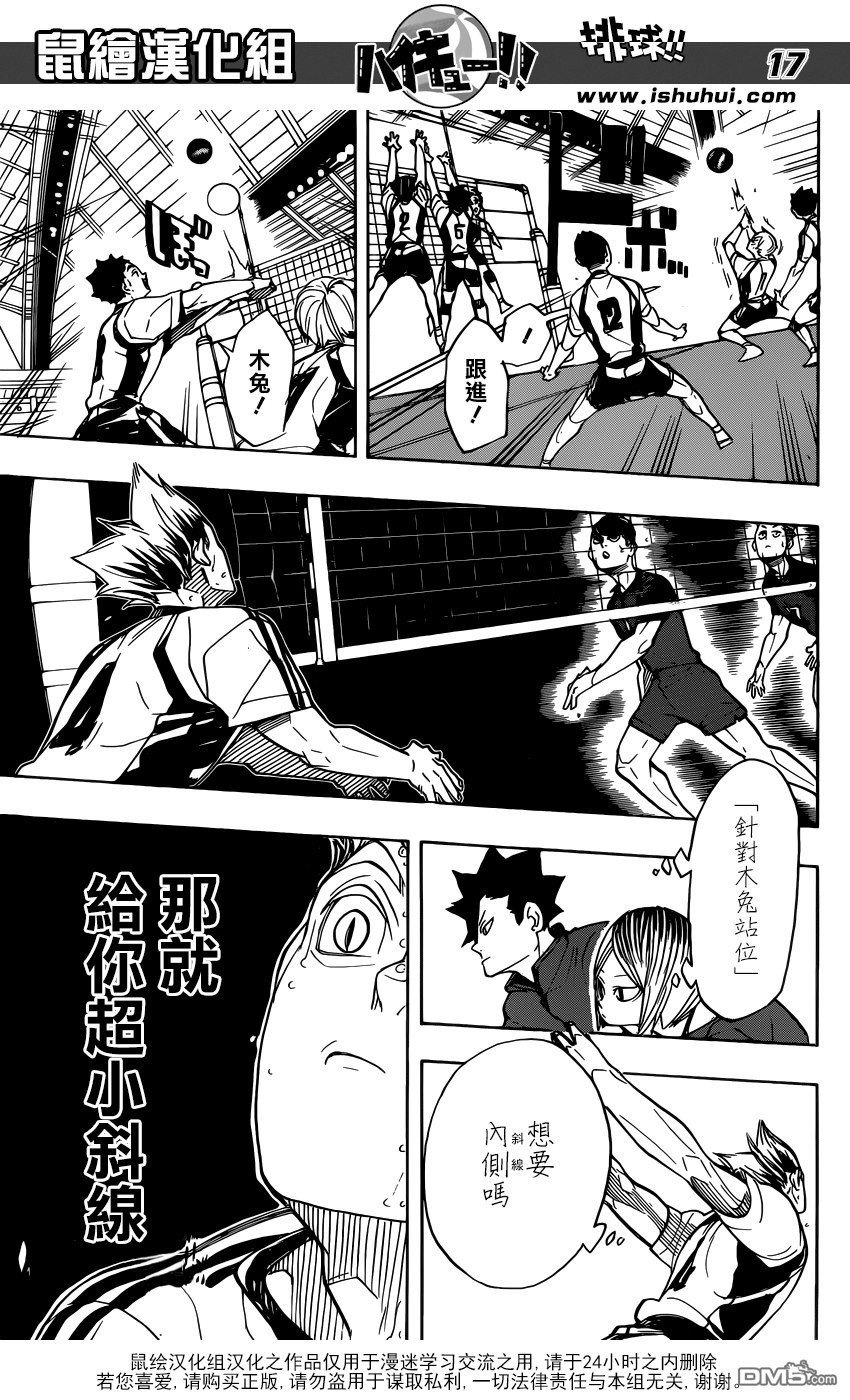 鼠繪漢化組
ハイキュー!!
排球!!
17
www.ishuhui.com
跟進!
!
木兔!
「針對木兔站位」
想要
內側嗎
斜線
那就
給你超小斜線
鼠绘汉化组汉化之作品仅用于漫迷学习交流之用, 请于24小时之内删除
若您喜爱, 请购买正版, 请勿盗用于谋取私利, 一切法律责任与本组无关, 谢谢。
DM5.com